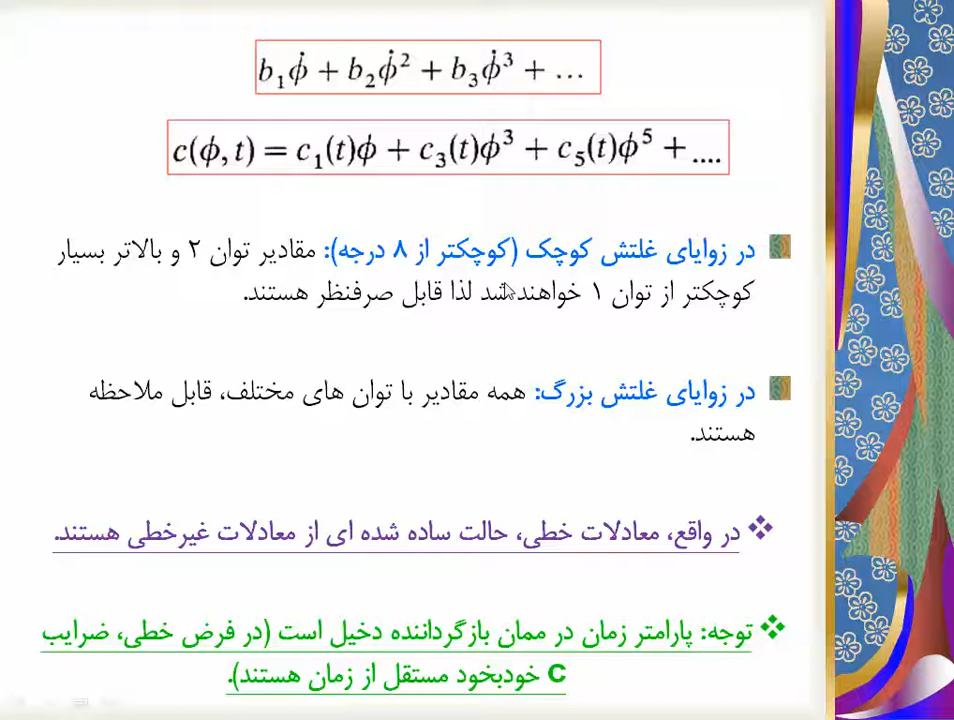 b₁ϕ̇ + b₂ϕ̇² + b₃ϕ̇³ + ...
c(ϕ, t) = c₁(t)ϕ + c₃(t)ϕ³ + c₅(t)ϕ⁵ + ....
در زوایای غلتش کوچک (کوچکتر از ۸ درجه): مقادیر توان ۲ و بالاتر بسیار
کوچکتر از توان ۱ خواهندشد لذا قابل صرفنظر هستند.
در زوایای غلتش بزرگ: همه مقادیر با توان های مختلف، قابل ملاحظه
هستند.
در واقع، معادلات خطی، حالت ساده شده ای از معادلات غیرخطی هستند.
توجه: پارامتر زمان در ممان بازگرداننده دخیل است (در فرض خطی، ضرایب
C خودبخود مستقل از زمان هستند).